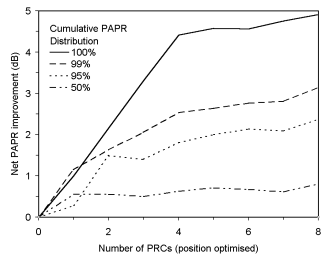 5
4
3
2
1
0
Net PAPR improvement (dB)
Cumulative PAPR
Distribution
100%
99%
95%
50%
0 2 4 6 8
Number of PRCs (position optimised)